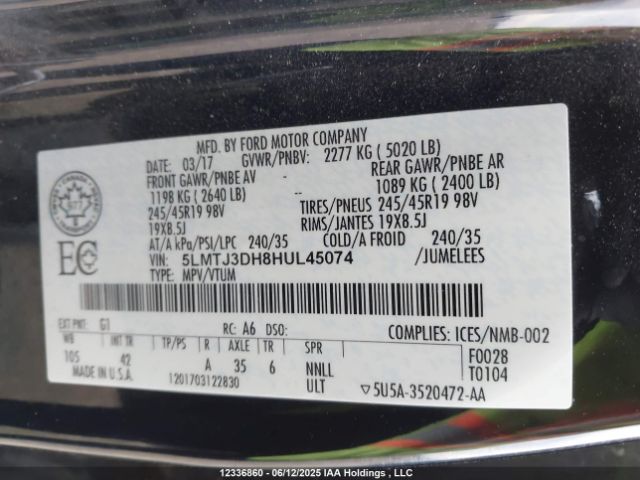 MFD. BY FORD MOTOR COMPANY
DATE: 03/17 GVWR/PNBV: 2277 KG ( 5020 LB)
FRONT GAWR/PNBE AV - REAR GAWR/PNBE AR
1198 KG ( 2640 LB) 1089 KG ( 2400 LB)
245/45R19 98V TIRES/PNEUS 245/45R19 98V
19X8.5J RIMS/JANTES 19X8.5J
AT/A kPa/PSI/LPC 240/35 COLD/A FROID 240/35
VIN: 5LMTJ3DH8HUL45074 /JUMELEES
TYPE: MPV/VTUM
EC
EXT PNT: G1 RC: A6 DSO: COMPLIES: ICES/NMB-002
WB INT TR TP/PS R AXLE TR SPR F0028
105 42 A 35 6 NNLL T0104
MADE IN U.S.A. 1201703122830 ULT 5U5A-3520472-AA
12336860 - 06/12/2025 IAA Holdings , LLC